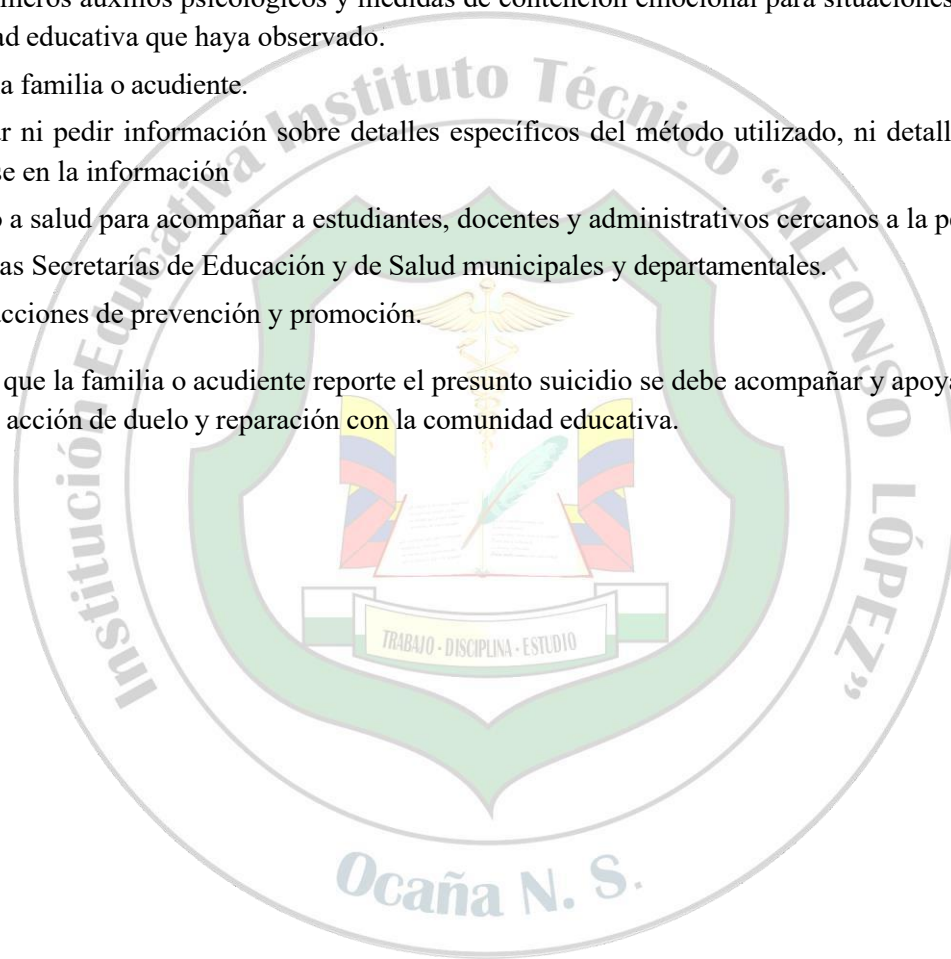 meros auxilios psicológicos y medidas de contención emocional para situaciones
ad educativa que haya observado.
a familia o acudiente.
ar ni pedir información sobre detalles específicos del método utilizado, ni detall
se en la información
o a salud para acompañar a estudiantes, docentes y administrativos cercanos a la pe
as Secretarías de Educación y de Salud municipales y departamentales.
acciones de prevención y promoción.
que la familia o acudiente reporte el presunto suicidio se debe acompañar y apoya
acción de duelo y reparación con la comunidad educativa.
Institución Educativa Instituto Técnico “ALFONSO LÓPEZ”
TRABAJO - DISCIPLINA - ESTUDIO
Ocaña N. S.